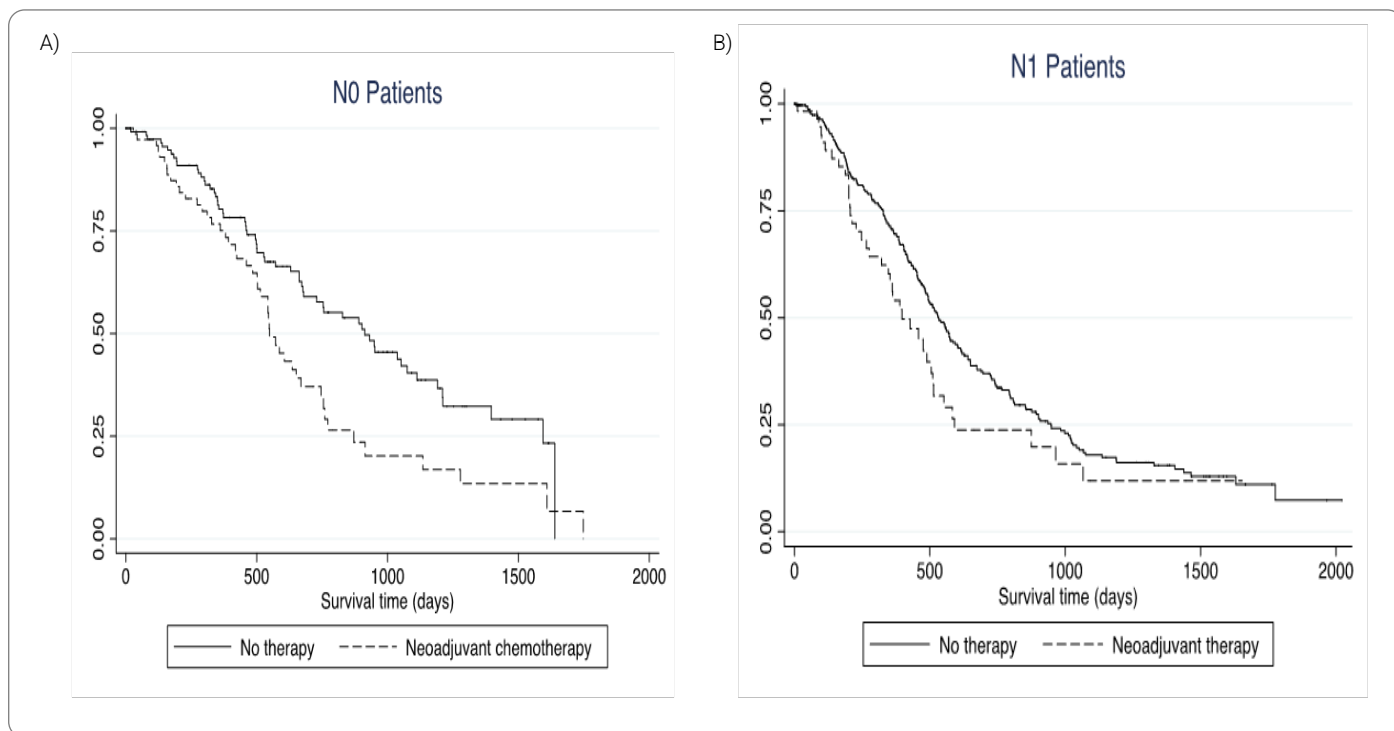 A)
N0 Patients
1.00
0.75
0.50
0.25
0.00
0 500 1000 1500 2000
Survival time (days)
No therapy Neoadjuvant chemotherapy
B)
N1 Patients
1.00
0.75
0.50
0.25
0.00
0 500 1000 1500 2000
Survival time (days)
No therapy Neoadjuvant therapy